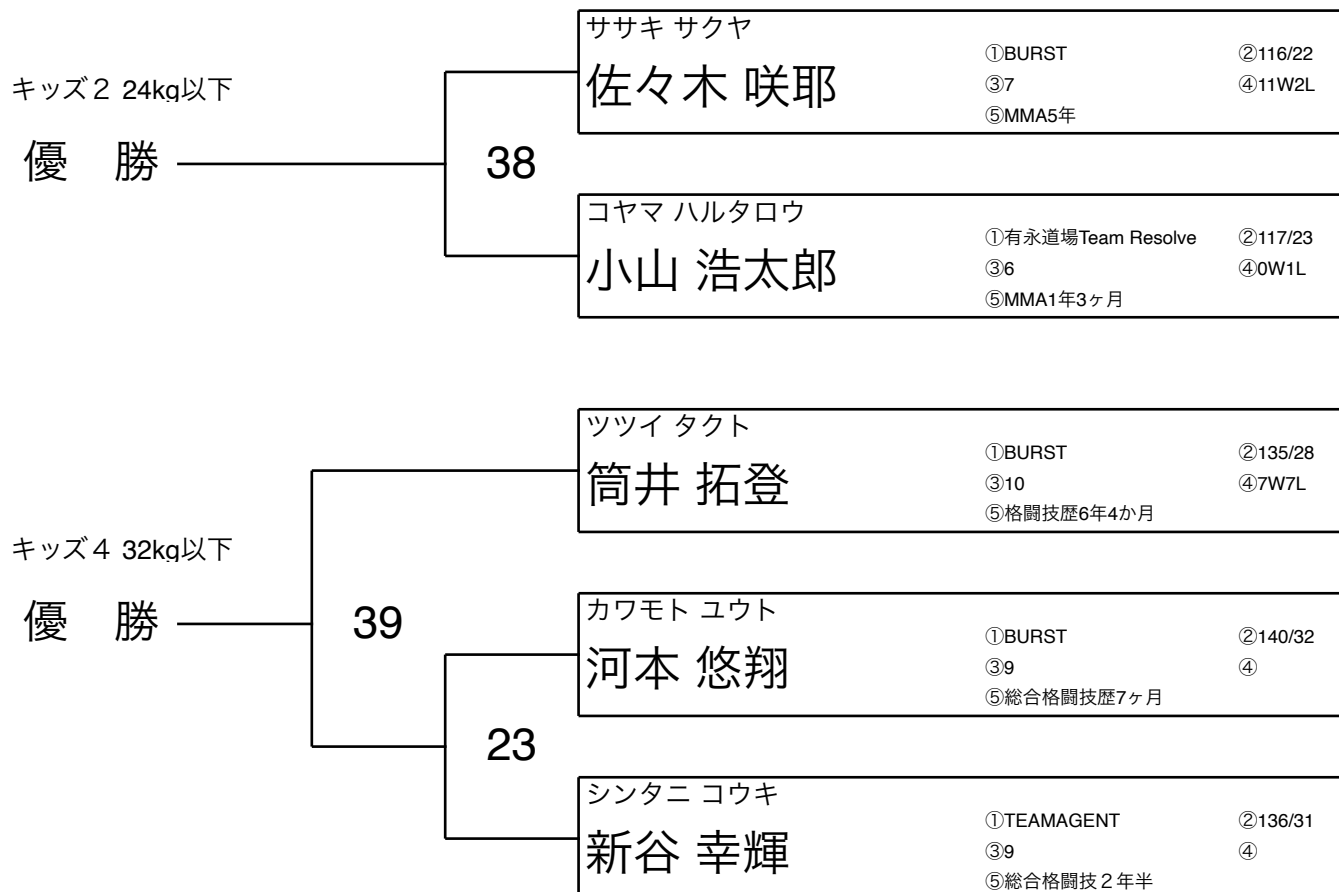 キッズ２ 24kg以下
優　勝
38
ササキ サクヤ
佐々木 咲耶
①BURST ②116/22
③7 ④11W2L
⑤MMA5年
コヤマ ハルタロウ
小山 浩太郎
①有永道場Team Resolve ②117/23
③6 ④0W1L
⑤MMA1年3ヶ月
キッズ４ 32kg以下
優　勝
39
23
ツツイ タクト
筒井 拓登
①BURST ②135/28
③10 ④7W7L
⑤格闘技歴6年4か月
カワモト ユウト
河本 悠翔
①BURST ②140/32
③9 ④
⑤総合格闘技歴7ヶ月
シンタニ コウキ
新谷 幸輝
①TEAMAGENT ②136/31
③9 ④
⑤総合格闘技２年半